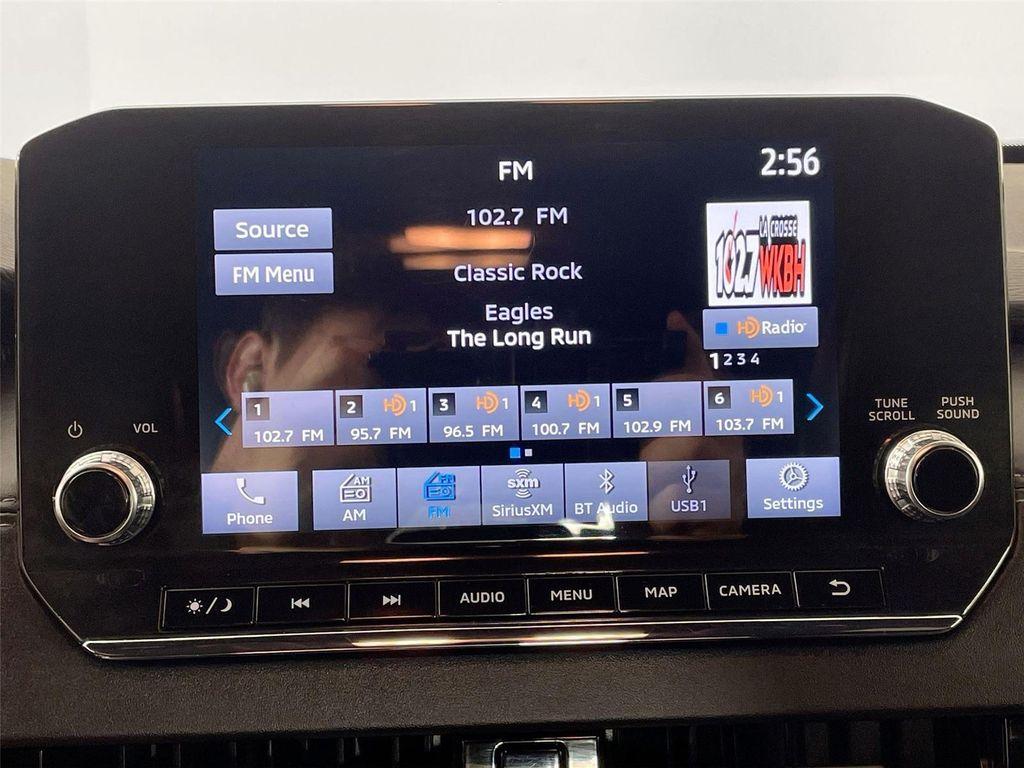 FM
2:56
Source
102.7 FM
LA CROSSE
102.7 WKBH
FM Menu
Classic Rock
Eagles
The Long Run
HD Radio
1 2 3 4
1
102.7 FM
2 HD 1
95.7 FM
3 HD 1
96.5 FM
4 HD 1
100.7 FM
5
102.9 FM
6 HD 1
103.7 FM
VOL
TUNE
SCROLL
PUSH
SOUND
Phone
AM
AM
FM
FM
sxm
SiriusXM
BT Audio
USB1
Settings
AUDIO
MENU
MAP
CAMERA